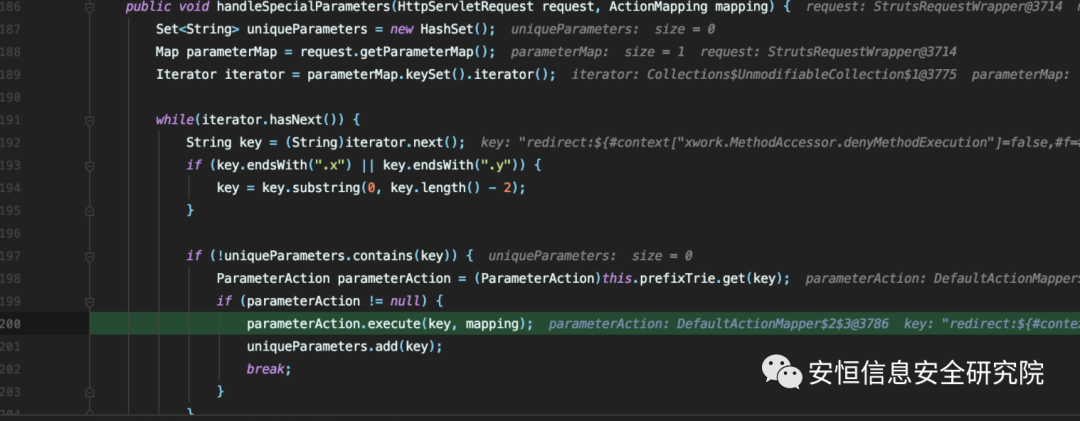 186 public void handleSpecialParameters(HttpServletRequest request, ActionMapping mapping) { request: StrutsRequestWrapper@3714
187 Set<String> uniqueParameters = new HashSet(); uniqueParameters: size = 0
188 Map parameterMap = request.getParameterMap(); parameterMap: size = 1 request: StrutsRequestWrapper@3714
189 Iterator iterator = parameterMap.keySet().iterator(); iterator: Collections$UnmodifiableCollection$1@3775 parameterMap:
190
191 while(iterator.hasNext()) {
192 String key = (String)iterator.next(); key: "redirect:${#context["xwork.MethodAccessor.denyMethodExecution"]=false,#f=
193 if (key.endsWith(".x") || key.endsWith(".y")) {
194 key = key.substring(0, key.length() - 2);
195 }
196
197 if (!uniqueParameters.contains(key)) { uniqueParameters: size = 0
198 ParameterAction parameterAction = (ParameterAction)this.prefixTrie.get(key); parameterAction: DefaultActionMapper
199 if (parameterAction != null) {
200 parameterAction.execute(key, mapping); parameterAction: DefaultActionMapper$2$3@3786 key: "redirect:${#conte
201 uniqueParameters.add(key);
202 break;
203 }
204 }
安恒信息安全研究院